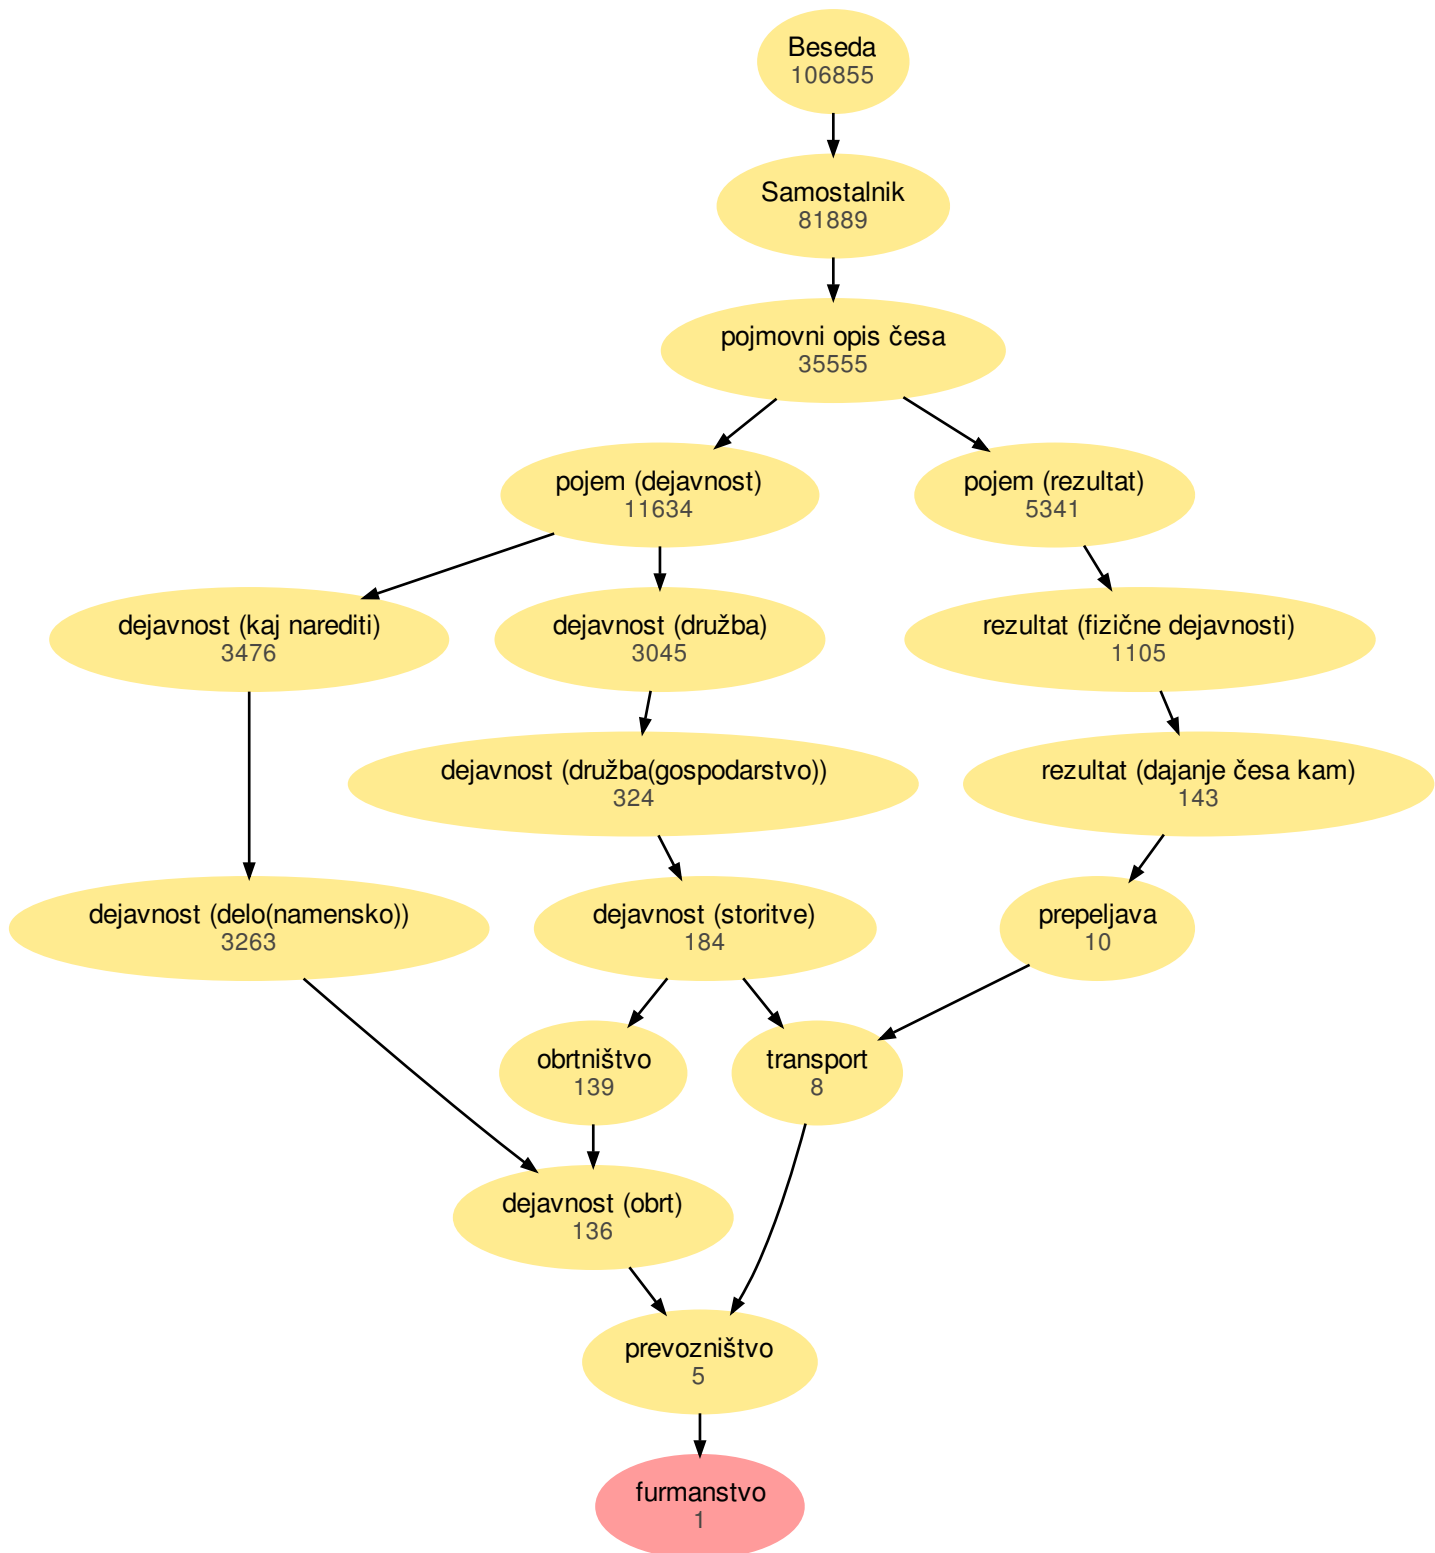 Beseda
106855
Samostalnik
81889
pojmovni opis česa
35555
pojem (dejavnost)
11634
pojem (rezultat)
5341
dejavnost (kaj narediti)
3476
dejavnost (družba)
3045
rezultat (fizične dejavnosti)
1105
dejavnost (družba(gospodarstvo))
324
rezultat (dajanje česa kam)
143
dejavnost (delo(namensko))
3263
dejavnost (storitve)
184
prepeljava
10
obrtništvo
139
transport
8
dejavnost (obrt)
136
prevozništvo
5
furmanstvo
1